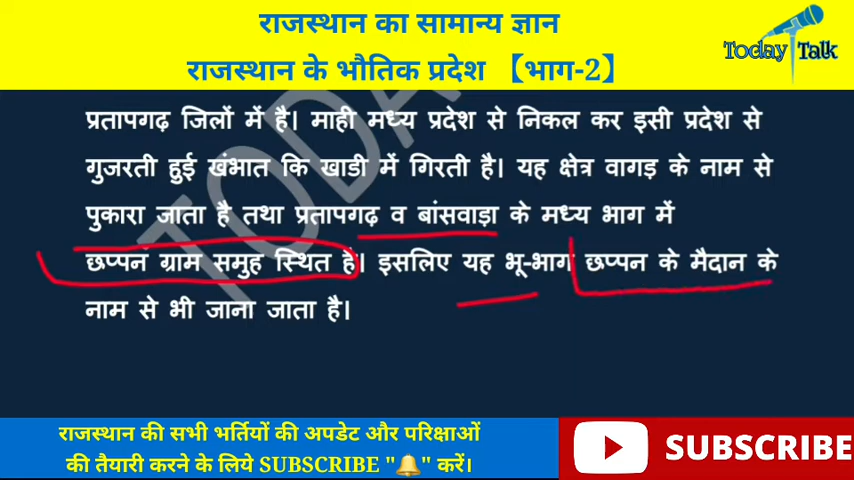 राजस्थान का सामान्य ज्ञान
राजस्थान के भौतिक प्रदेश 【भाग-2】
Today Talk
प्रतापगढ़ जिलों में है। माही मध्य प्रदेश से निकल कर इसी प्रदेश से
गुजरती हुई खंभात कि खाडी में गिरती है। यह क्षेत्र वागड़ के नाम से
पुकारा जाता है तथा प्रतापगढ़ व बांसवाड़ा के मध्य भाग में
छप्पन ग्राम समुह स्थित है। इसलिए यह भू-भाग छप्पन के मैदान के
नाम से भी जाना जाता है।
राजस्थान की सभी भर्तियों की अपडेट और परिक्षाओं
की तैयारी करने के लिये SUBSCRIBE "🔔" करें।
SUBSCRIBE